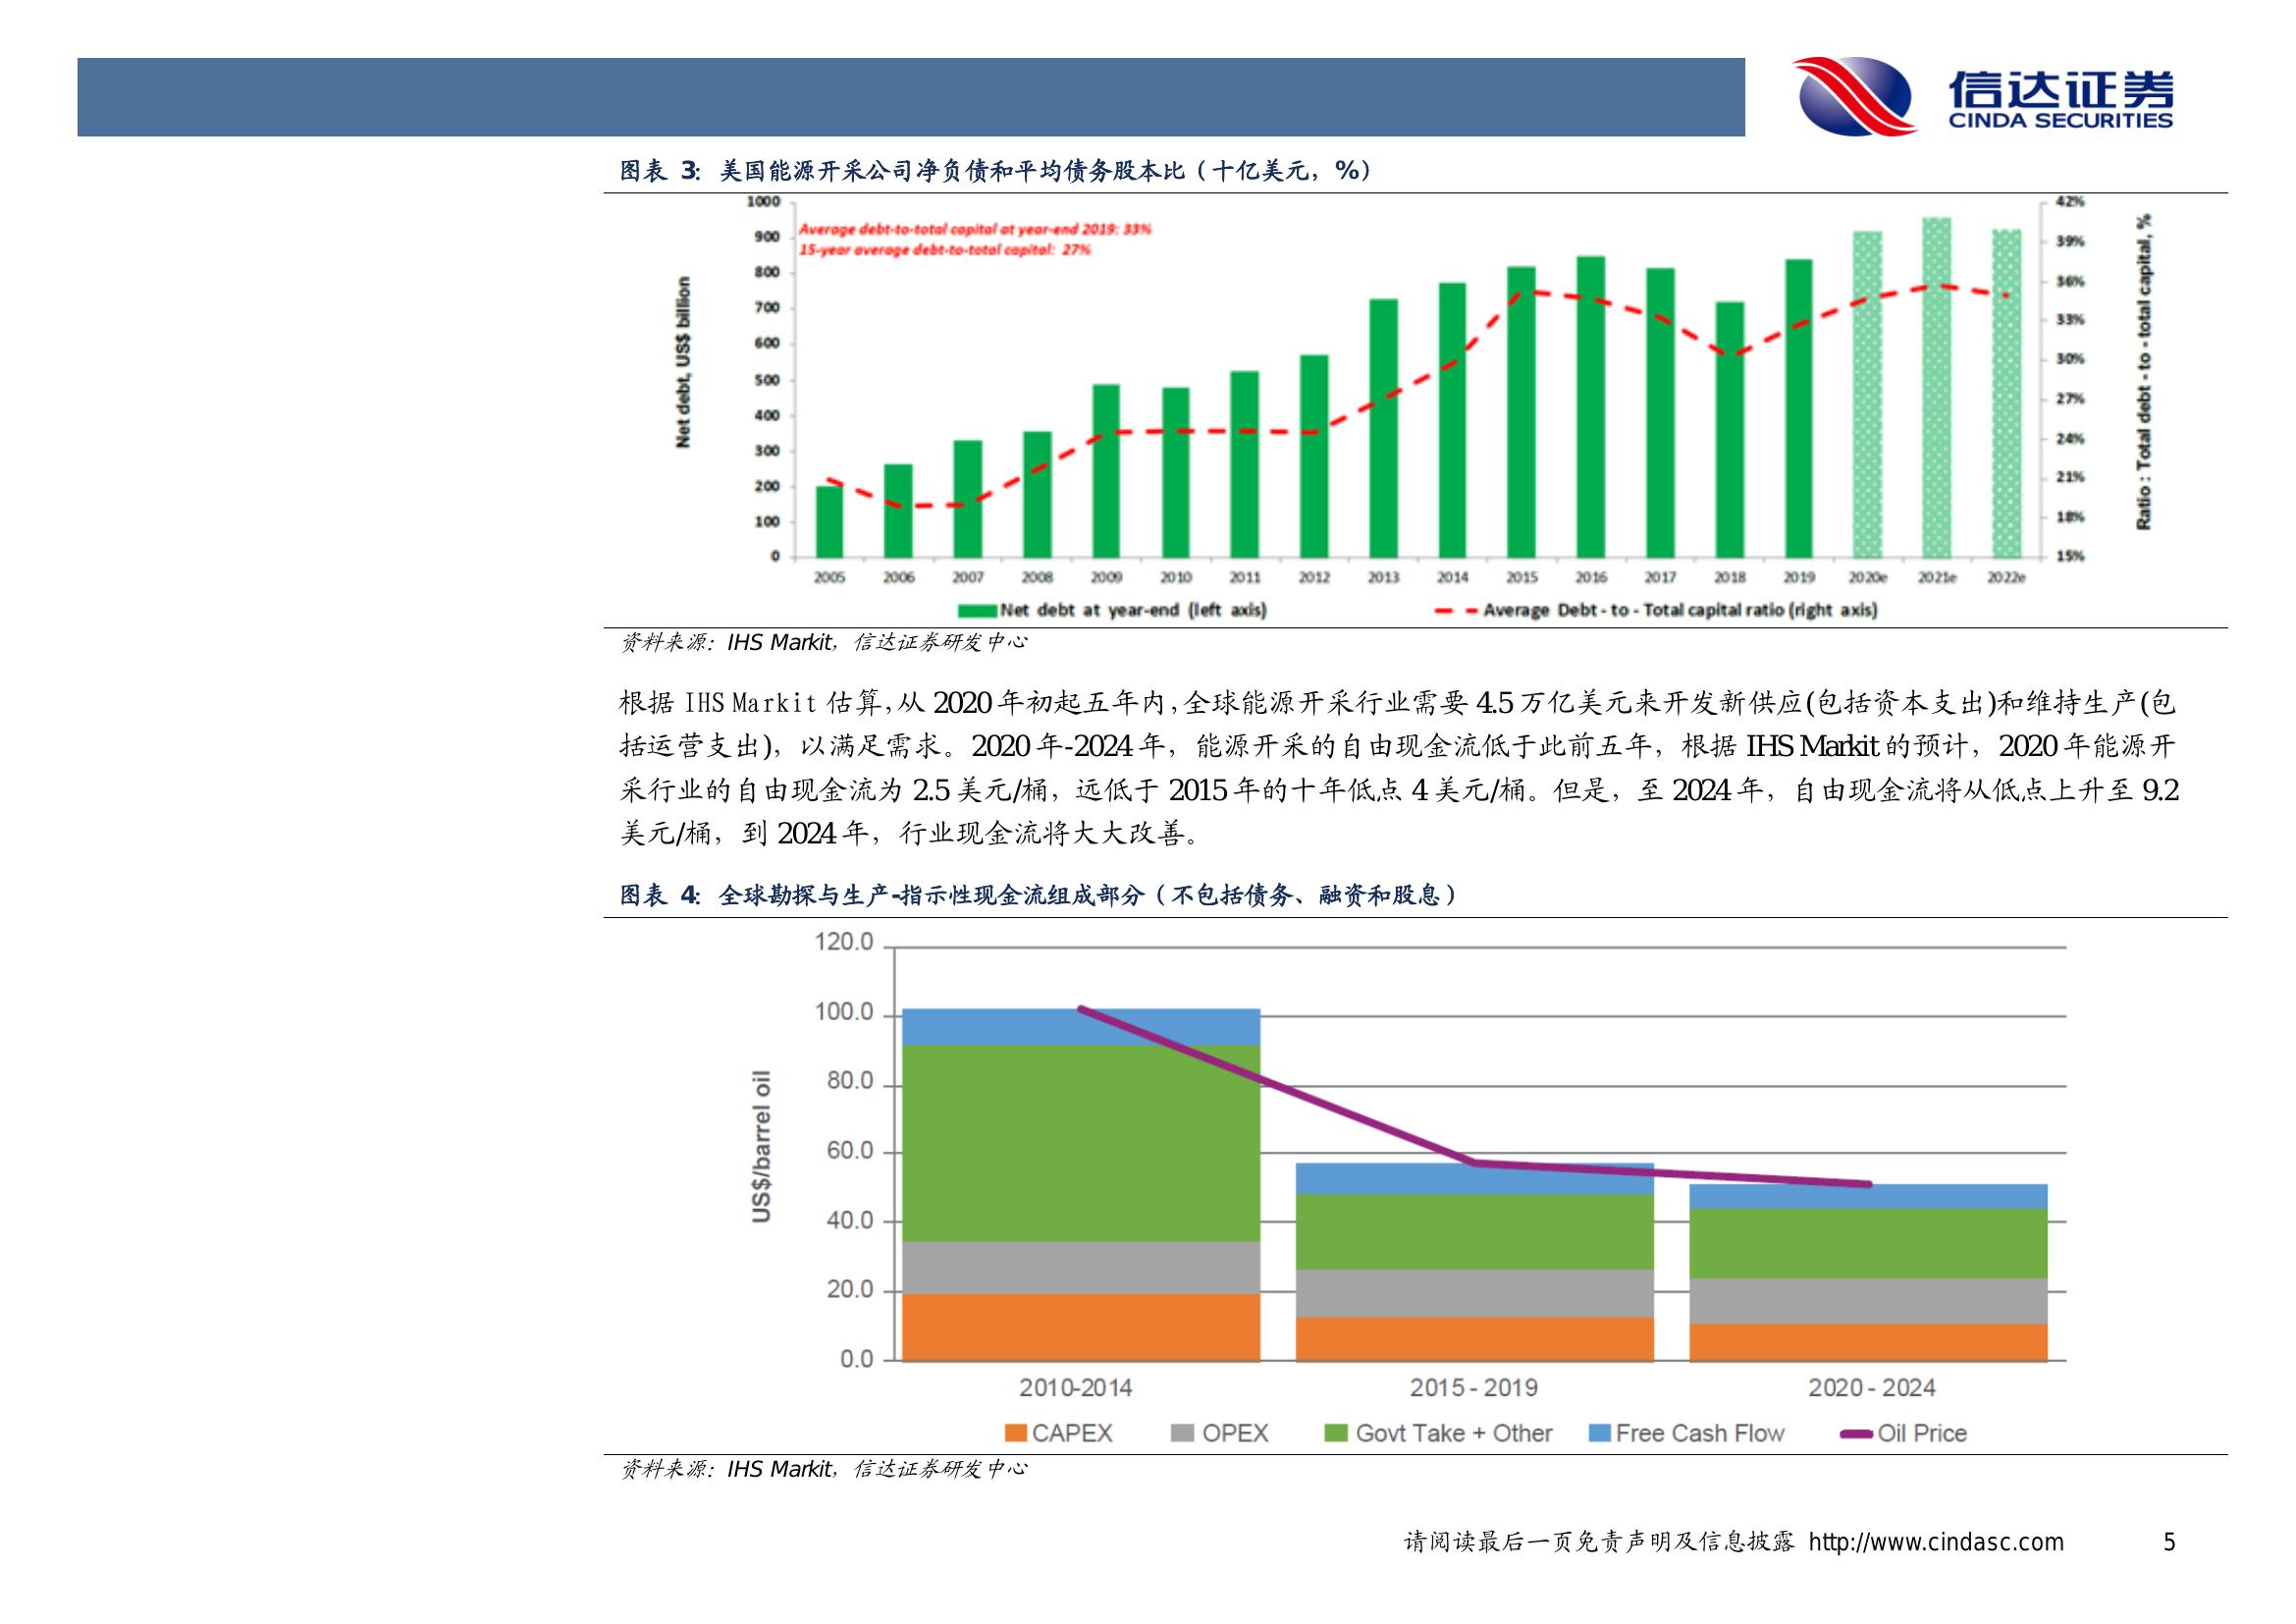 信达证券
CINDA SECURITIES
图表 3: 美国能源开采公司净负债和平均债务股本比（十亿美元，%）
Average debt-to-total capital at year-end 2019: 33%
15-year average debt-to-total capital: 27%
Net debt, US$ billion
1000
900
800
700
600
500
400
300
200
100
0
42%
39%
36%
33%
30%
27%
24%
21%
18%
15%
Ratio : Total debt - to - total capital, %
2005 2006 2007 2008 2009 2010 2011 2012 2013 2014 2015 2016 2017 2018 2019 2020e 2021e 2022e
Net debt at year-end (left axis) Average Debt - to - Total capital ratio (right axis)
资料来源：IHS Markit，信达证券研发中心
根据 IHS Markit 估算，从 2020 年初起五年内，全球能源开采行业需要 4.5 万亿美元来开发新供应(包括资本支出)和维持生产(包
括运营支出)，以满足需求。2020 年-2024 年，能源开采的自由现金流低于此前五年，根据 IHS Markit 的预计，2020 年能源开
采行业的自由现金流为 2.5 美元/桶，远低于 2015 年的十年低点 4 美元/桶。但是，至 2024 年，自由现金流将从低点上升至 9.2
美元/桶，到 2024 年，行业现金流将大大改善。
图表 4: 全球勘探与生产-指示性现金流组成部分（不包括债务、融资和股息）
US$/barrel oil
120.0
100.0
80.0
60.0
40.0
20.0
0.0
2010-2014 2015 - 2019 2020 - 2024
CAPEX OPEX Govt Take + Other Free Cash Flow Oil Price
资料来源：IHS Markit，信达证券研发中心
请阅读最后一页免责声明及信息披露 http://www.cindasc.com 5